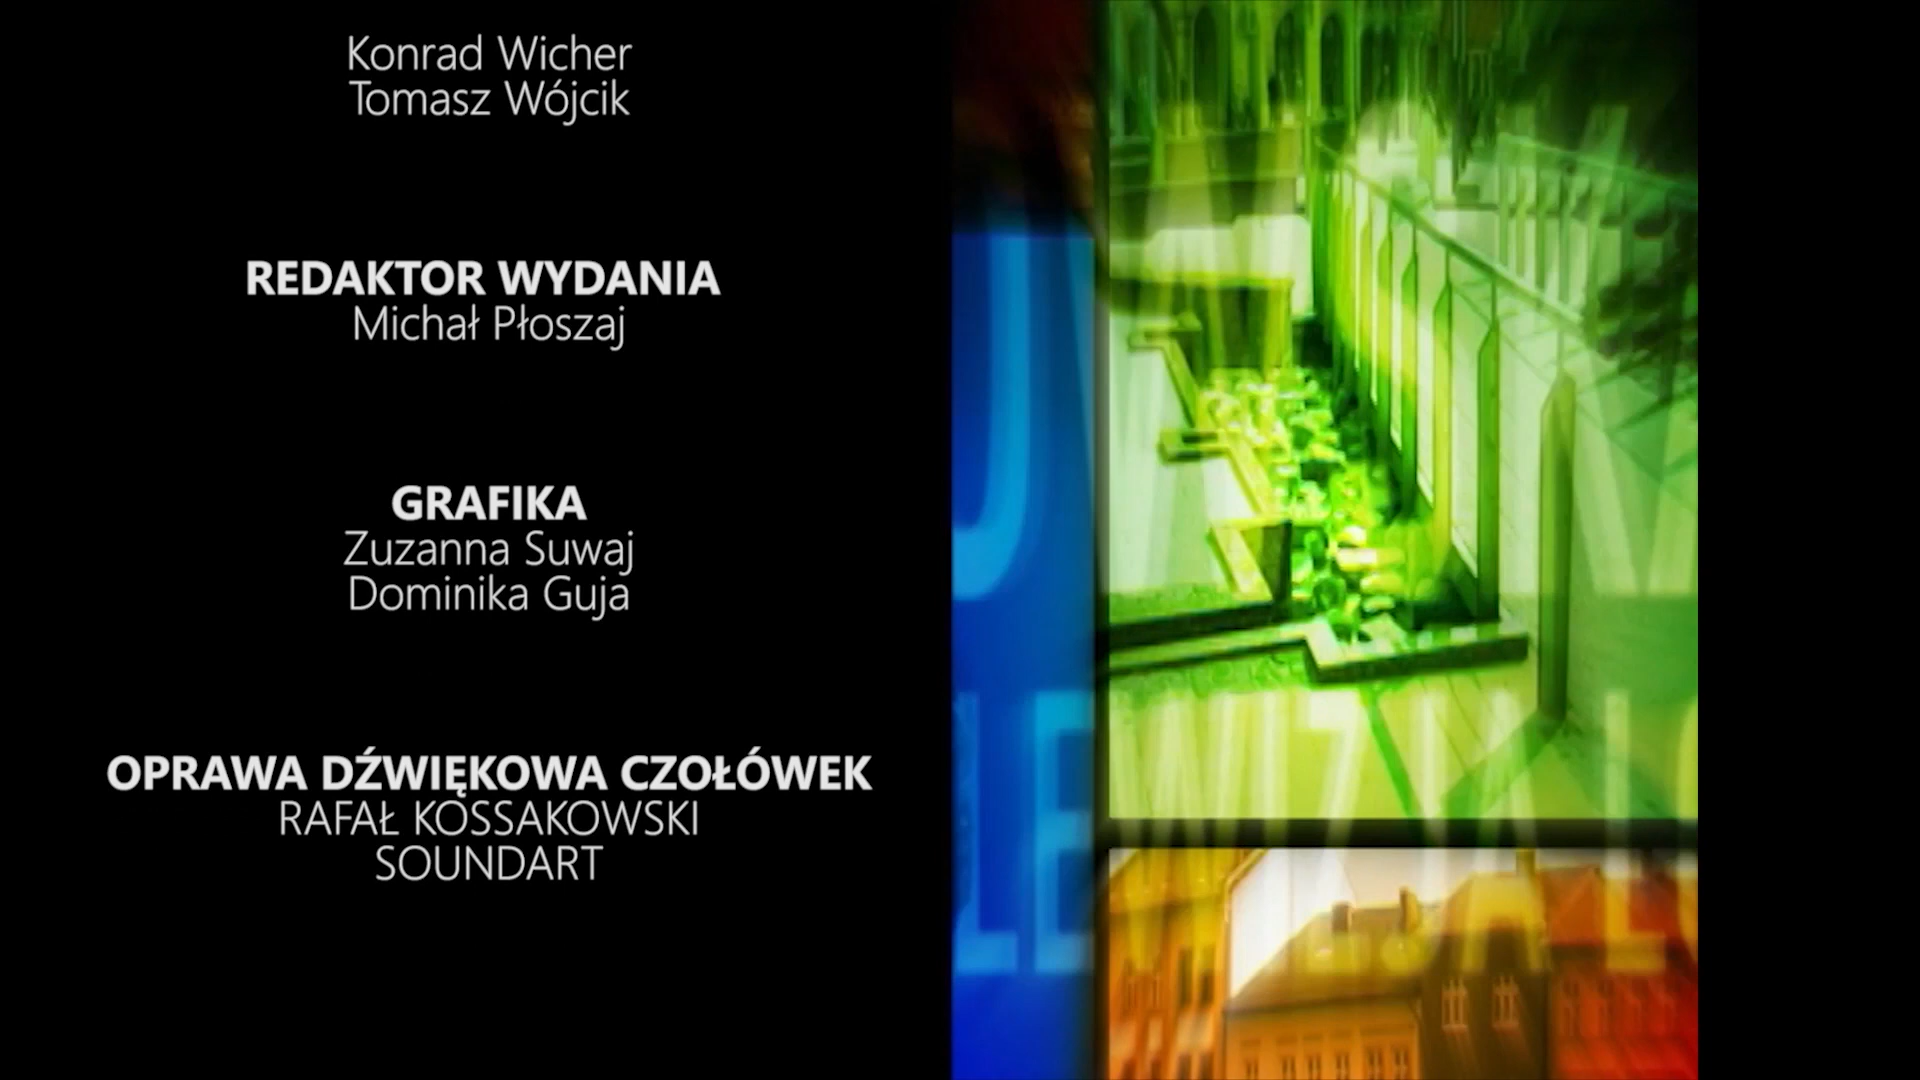 Konrad Wicher
Tomasz Wójcik
REDAKTOR WYDANIA
Michał Płoszaj
GRAFIKA
Zuzanna Suwaj
Dominika Guja
OPRAWA DŹWIĘKOWA CZOŁÓWEK
RAFAŁ KOSSAKOWSKI
SOUNDART